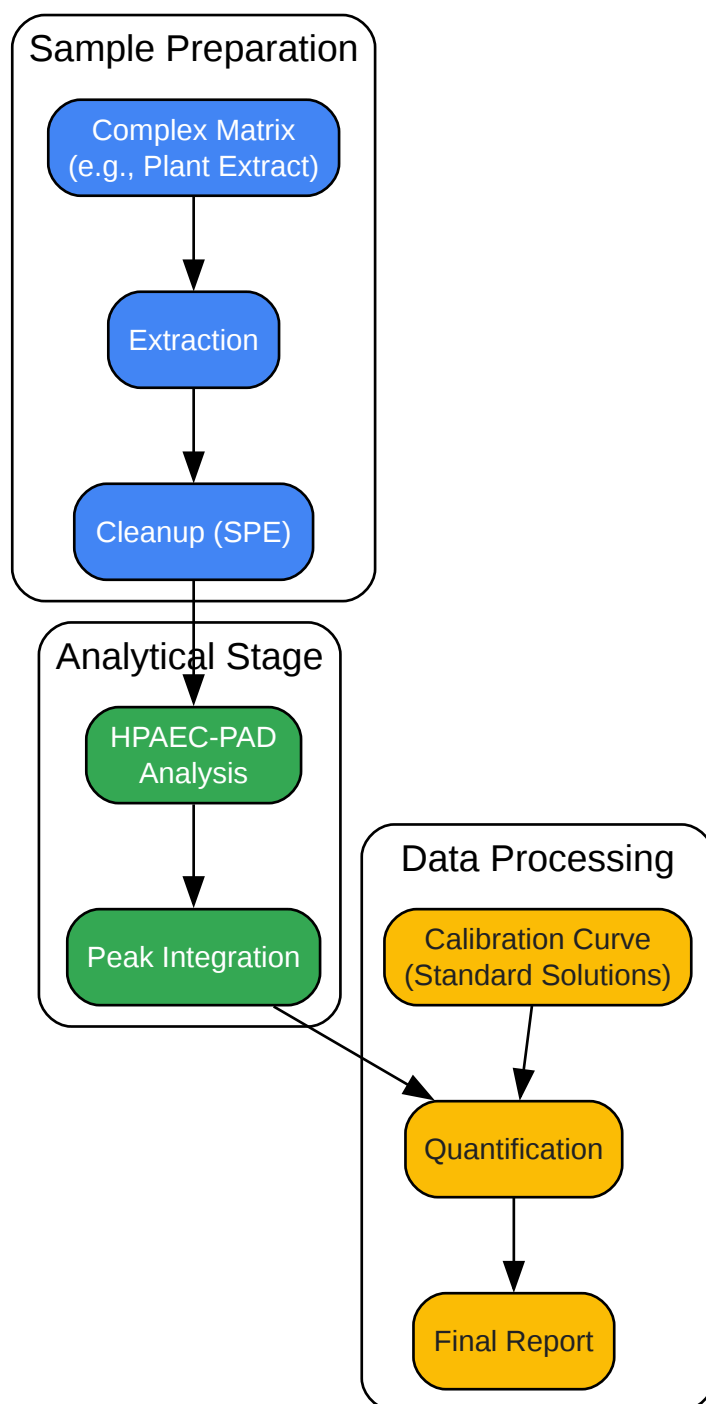 Sample Preparation
Complex Matrix
(e.g., Plant Extract)
Extraction
Cleanup (SPE)
Analytical Stage
HPAEC-PAD
Analysis
Peak Integration
Data Processing
Calibration Curve
(Standard Solutions)
Quantification
Final Report